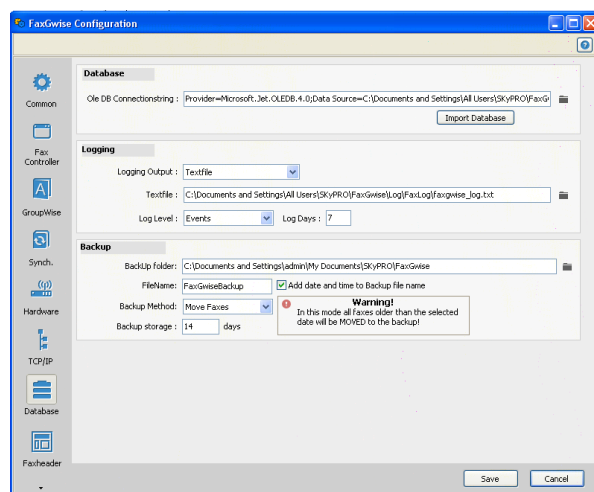 FaxGwise Configuration
Common
Fax
Controller
GroupWise
Synch.
Hardware
TCP/IP
Database
Faxheader
Database
Ole DB Connectionstring : Provider=Microsoft.Jet.OLEDB.4.0;Data Source=C:\Documents and Settings\All Users\SKyPRO\FaxG
Import Database
Logging
Logging Output : Textfile
Textfile : C:\Documents and Settings\All Users\SKyPRO\FaxGwise\Log\FaxLog\faxgwise_log.txt
Log Level : Events Log Days : 7
Backup
BackUp folder: C:\Documents and Settings\admin\My Documents\SKyPRO\FaxGwise
FileName: FaxGwiseBackup Add date and time to Backup file name
Backup Method: Move Faxes
Warning!
In this mode all faxes older than the selected
date will be MOVED to the backup!
Backup storage : 14 days
Save Cancel